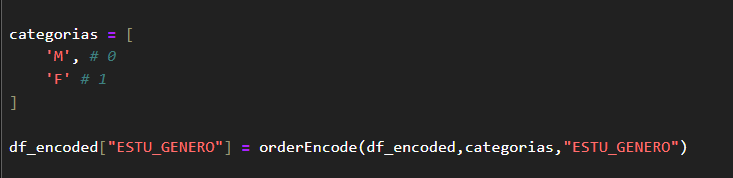 categorias = [
    'M', # 0
    'F' # 1
]
df_encoded["ESTU_GENERO"] = orderEncode(df_encoded,categorias,"ESTU_GENERO")